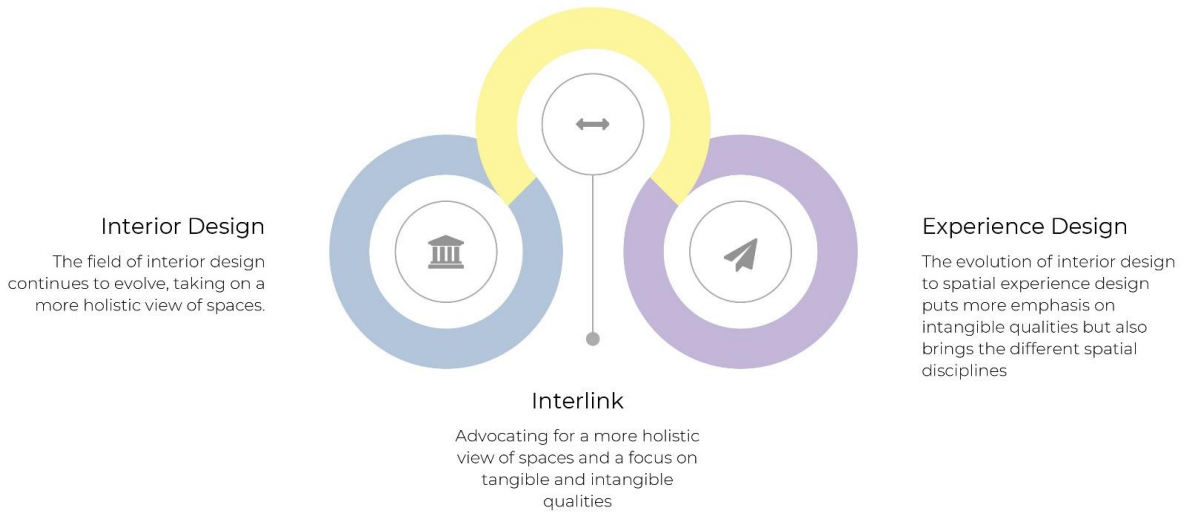 Interior Design
The field of interior design
continues to evolve, taking on a
more holistic view of spaces.
Interlink
Advocating for a more holistic
view of spaces and a focus on
tangible and intangible
qualities
Experience Design
The evolution of interior design
to spatial experience design
puts more emphasis on
intangible qualities but also
brings the different spatial
disciplines